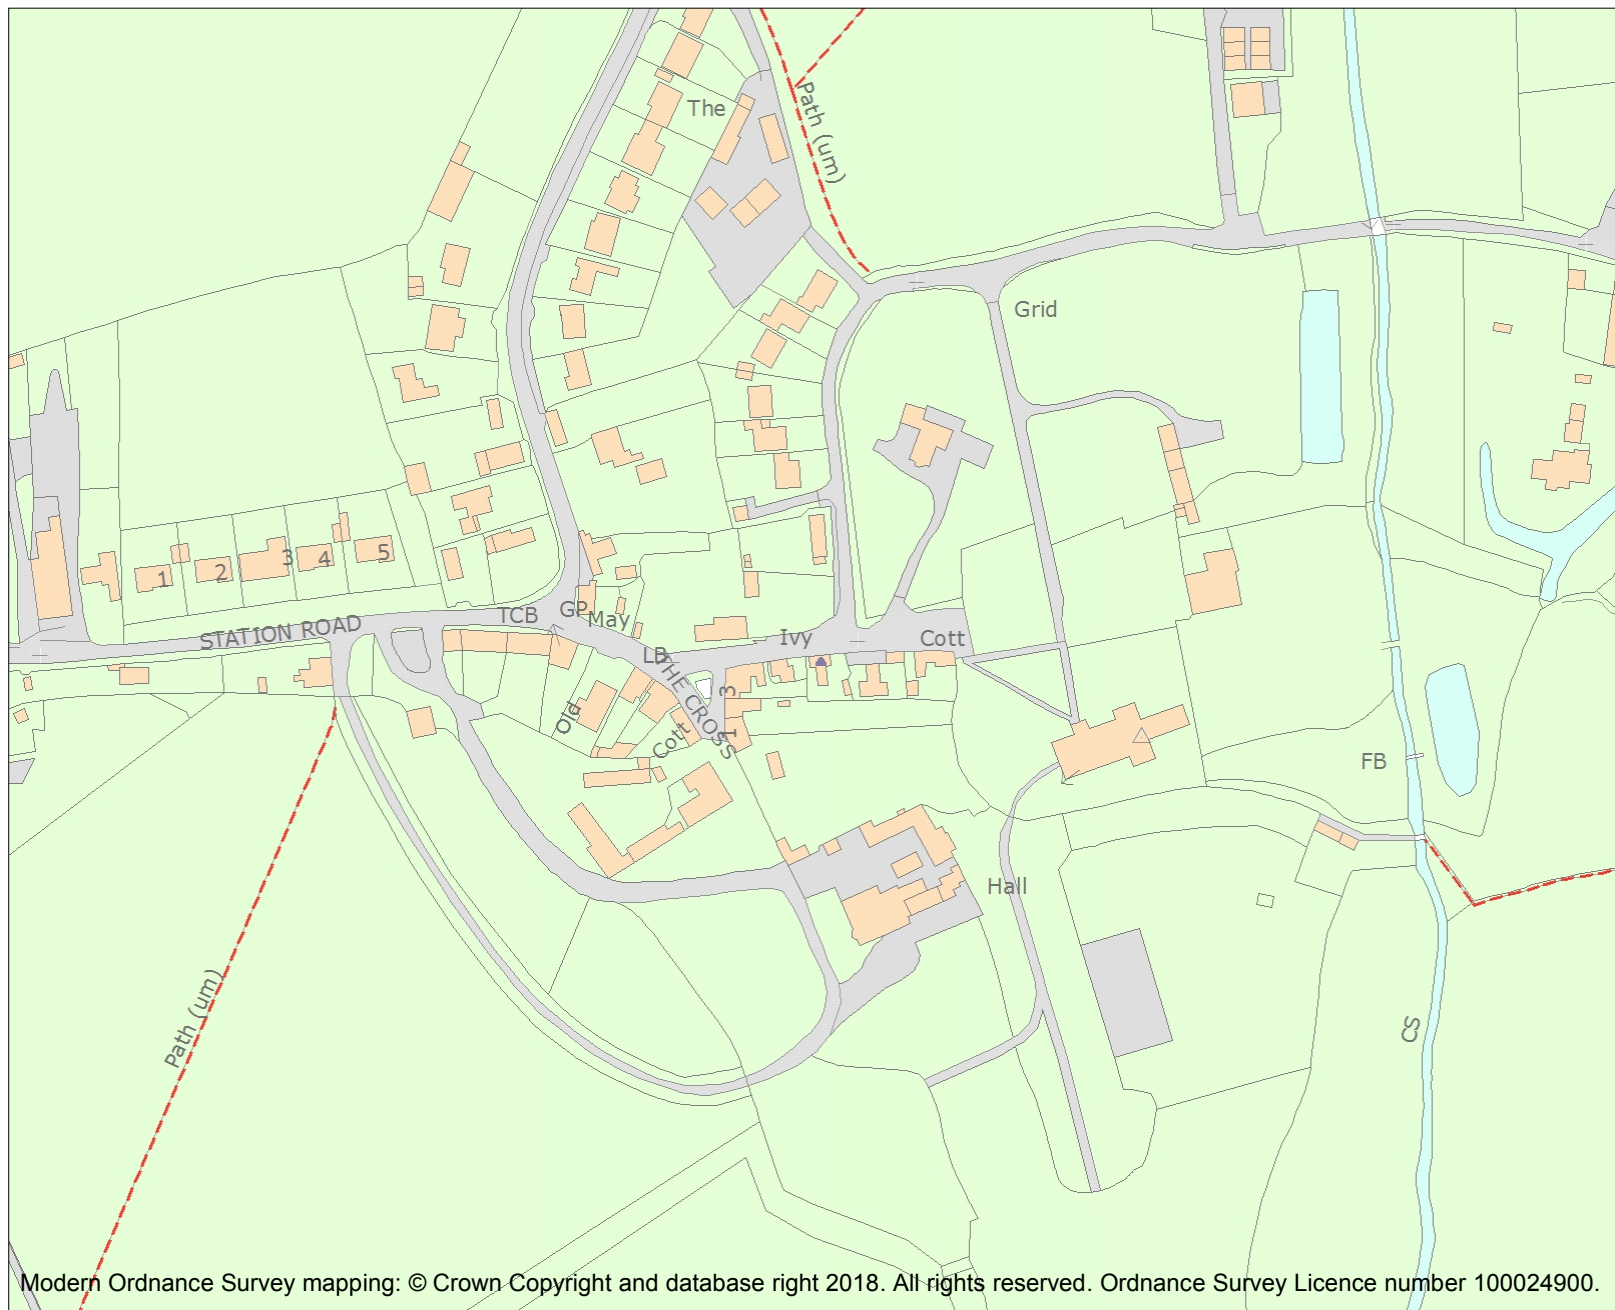 The
Path (um)
Grid
1
2
3
4
5
TCB
GP
May
STATION ROAD
Ivy
Cott
LB
THE CROSS
3
1
Old
Cott
FB
Hall
Path (um)
CS
Modern Ordnance Survey mapping: © Crown Copyright and database right 2018. All rights reserved. Ordnance Survey Licence number 100024900.